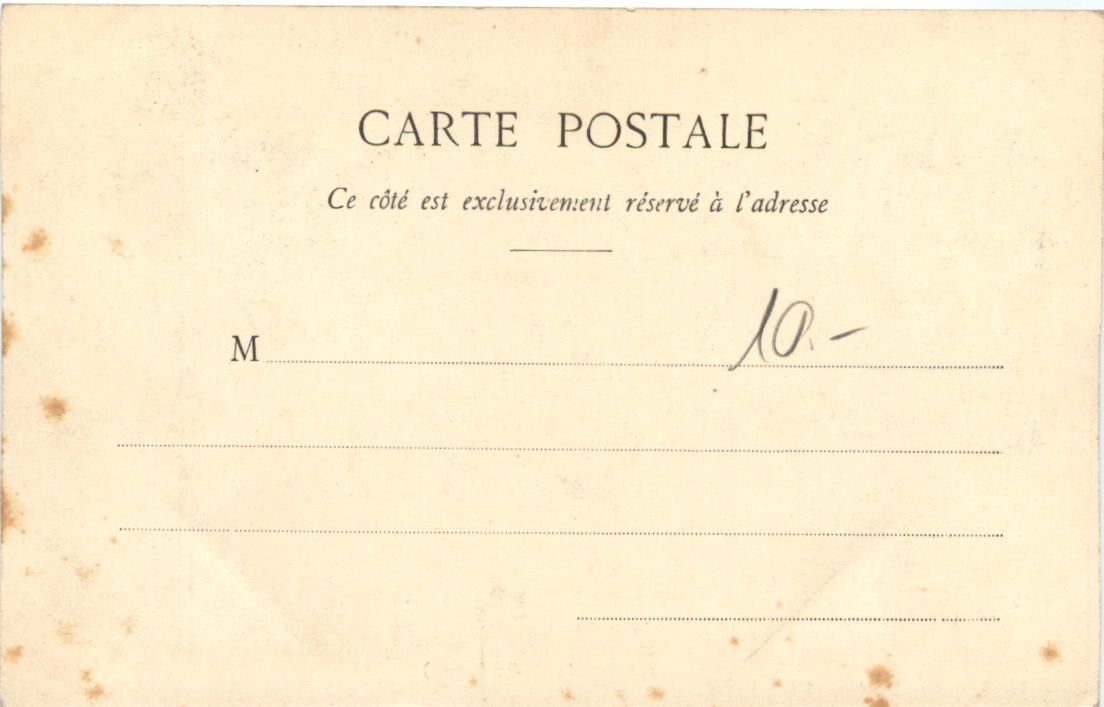 CARTE POSTALE
Ce côté est exclusivement réservé à l'adresse
10.-
M